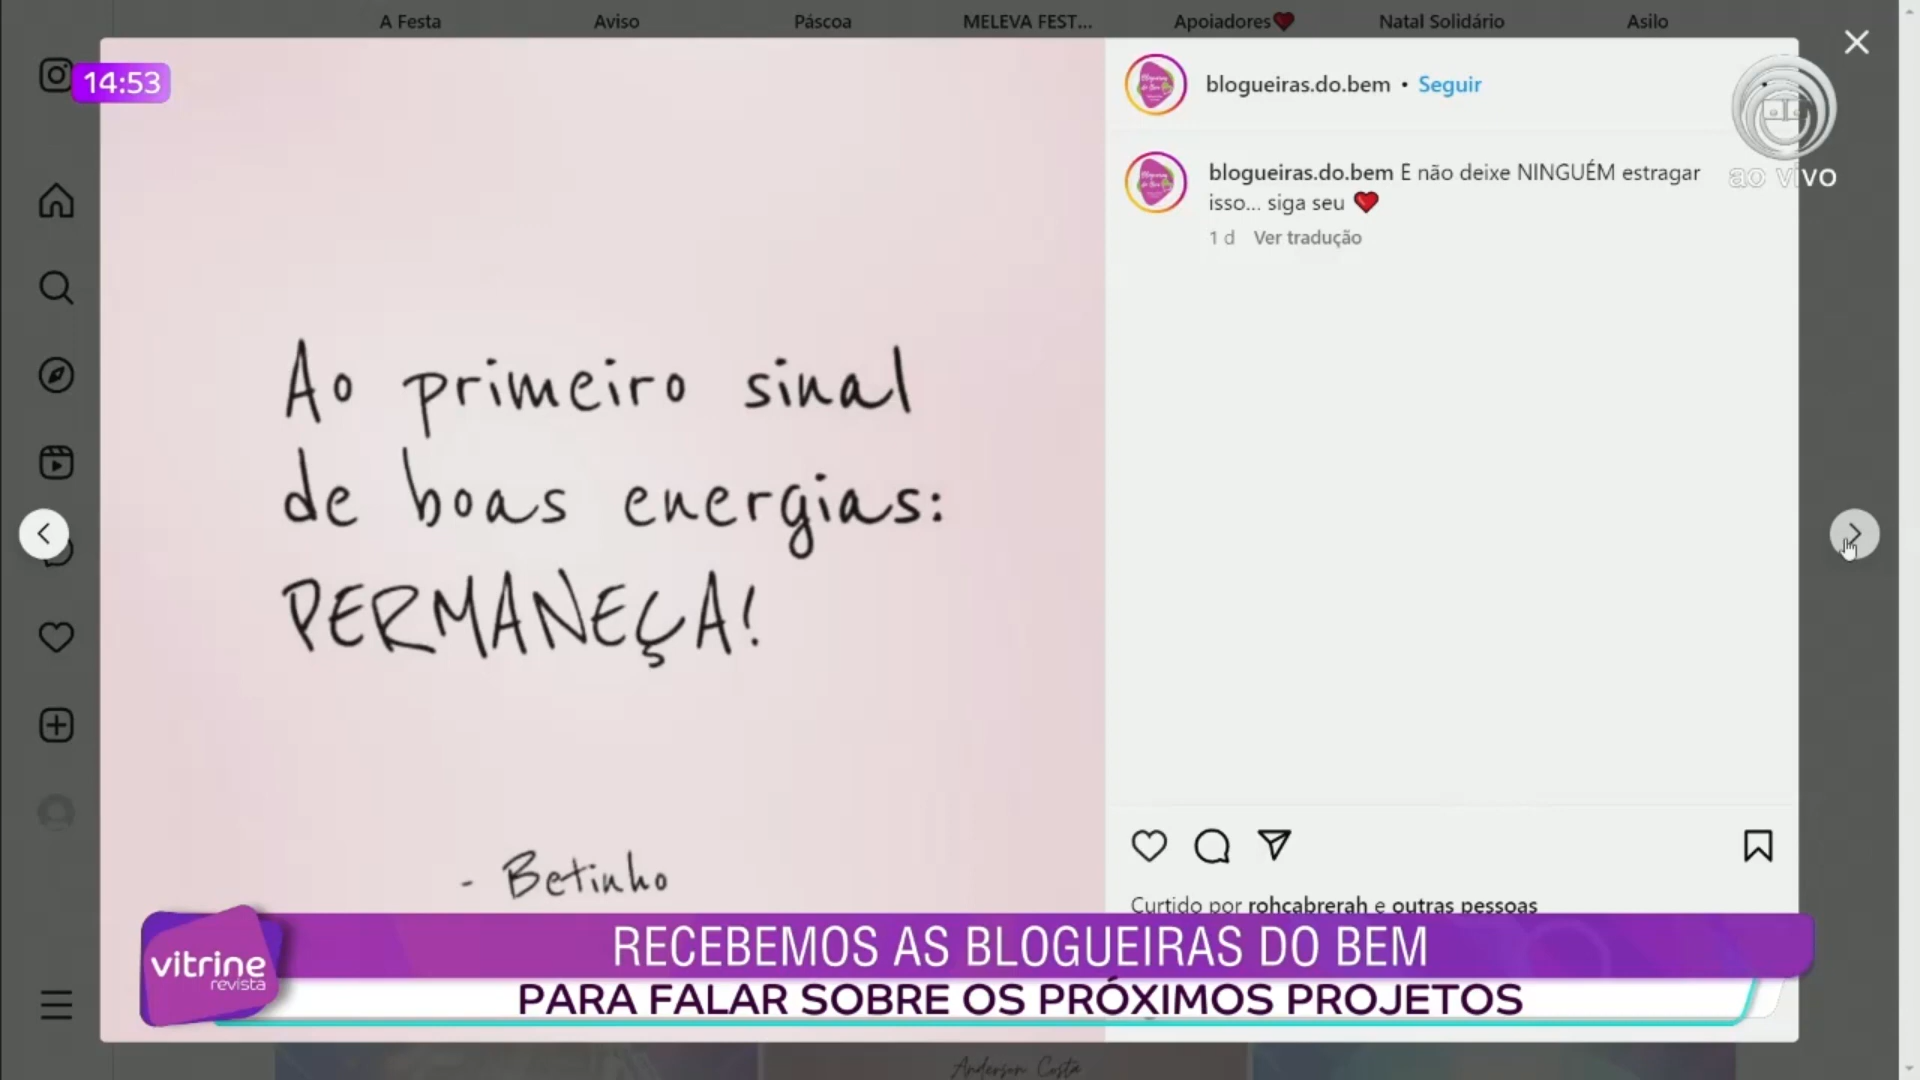 A Festa
Aviso
Páscoa
MELEVA FEST...
Apoiadores❤️
Natal Solidário
Asilo
14:53
blogueiras.do.bem • Seguir
ao vivo
blogueiras.do.bem E não deixe NINGUÉM estragar
isso... siga seu ❤️
1 d Ver tradução
Ao primeiro sinal
de boas energias:
PERMANEÇA!
- Betinho
Curtido por rohcabrerah e outras pessoas
vitrine
revista
RECEBEMOS AS BLOGUEIRAS DO BEM
PARA FALAR SOBRE OS PRÓXIMOS PROJETOS
Anderson Costa